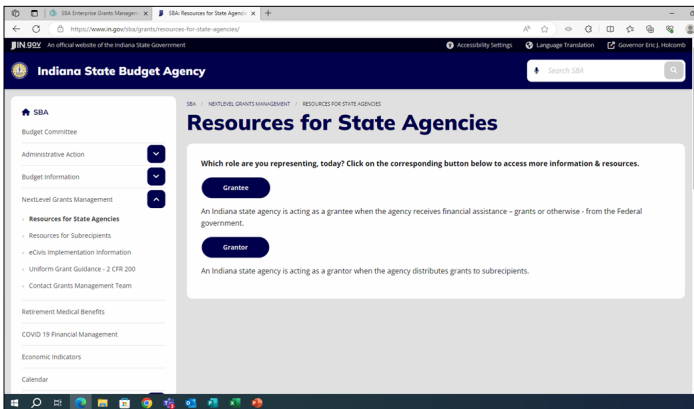 SBA Enterprise Grants Managem
SBA: Resources for State Agencie
https://www.in.gov/sba/grants/resources-for-state-agencies/
IN.gov An official website of the Indiana State Government
Accessibility Settings
Language Translation
Governor Eric J. Holcomb
Indiana State Budget Agency
Search SBA
SBA
Budget Committee
Administrative Action
Budget Information
NextLevel Grants Management
Resources for State Agencies
Resources for Subrecipients
eCivis Implementation Information
Uniform Grant Guidance - 2 CFR 200
Contact Grants Management Team
Retirement Medical Benefits
COVID 19 Financial Management
Economic Indicators
Calendar
SBA / NEXTLEVEL GRANTS MANAGEMENT / RESOURCES FOR STATE AGENCIES
Resources for State Agencies
Which role are you representing, today? Click on the corresponding button below to access more information & resources.
Grantee
An Indiana state agency is acting as a grantee when the agency receives financial assistance – grants or otherwise - from the Federal
government.
Grantor
An Indiana state agency is acting as a grantor when the agency distributes grants to subrecipients.